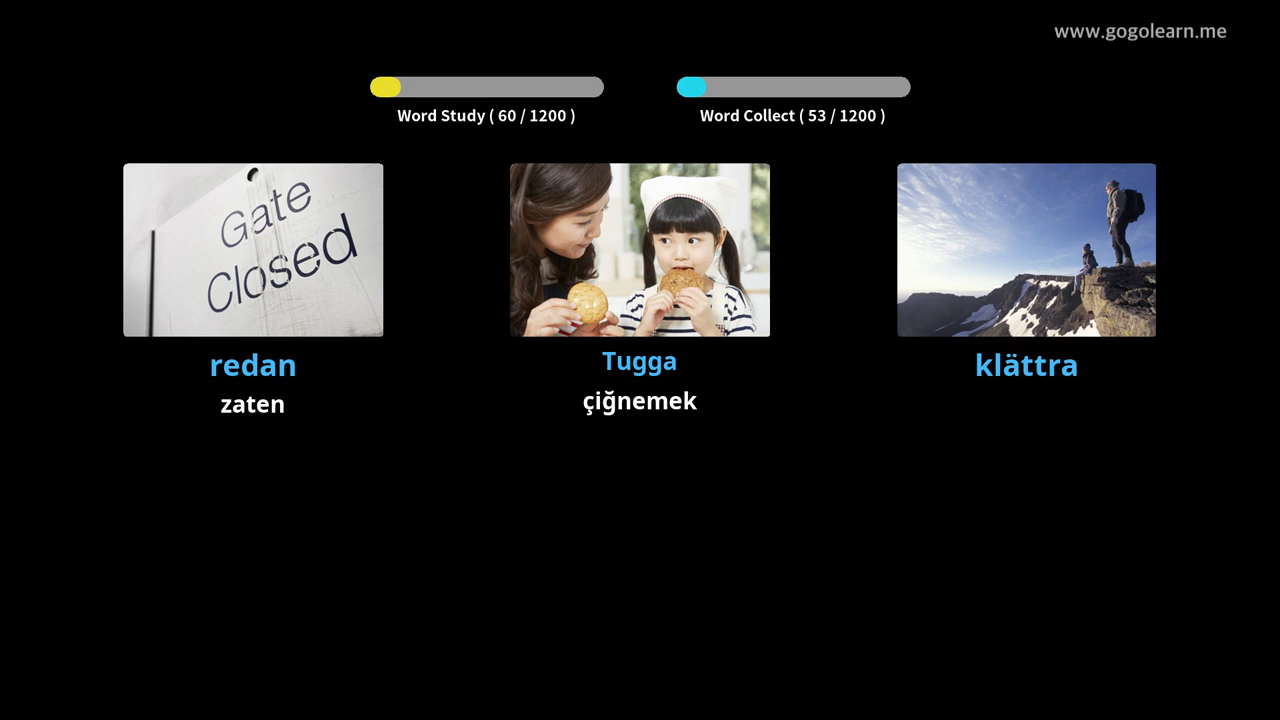 www.gogolearn.me
Word Study ( 60 / 1200 )
Word Collect ( 53 / 1200 )
Gate
Closed
redan
zaten
Tugga
çiğnemek
klättra